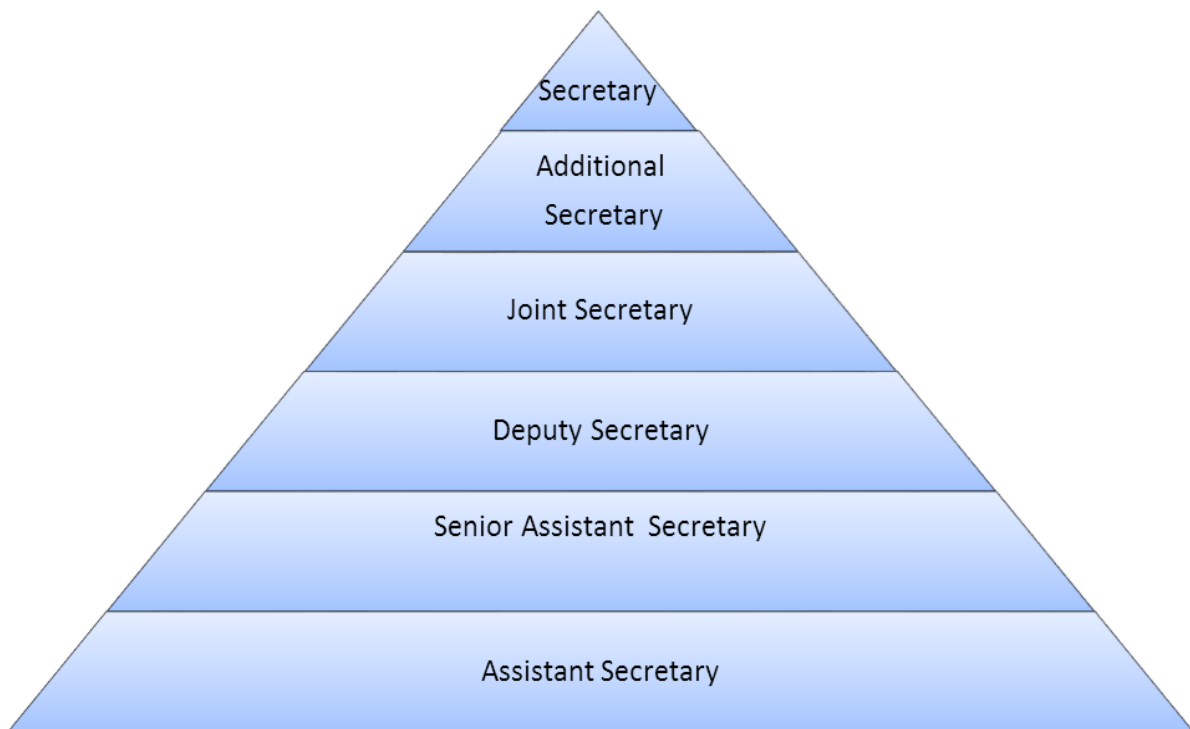 Secretary
Additional
Secretary
Joint Secretary
Deputy Secretary
Senior Assistant  Secretary
Assistant Secretary